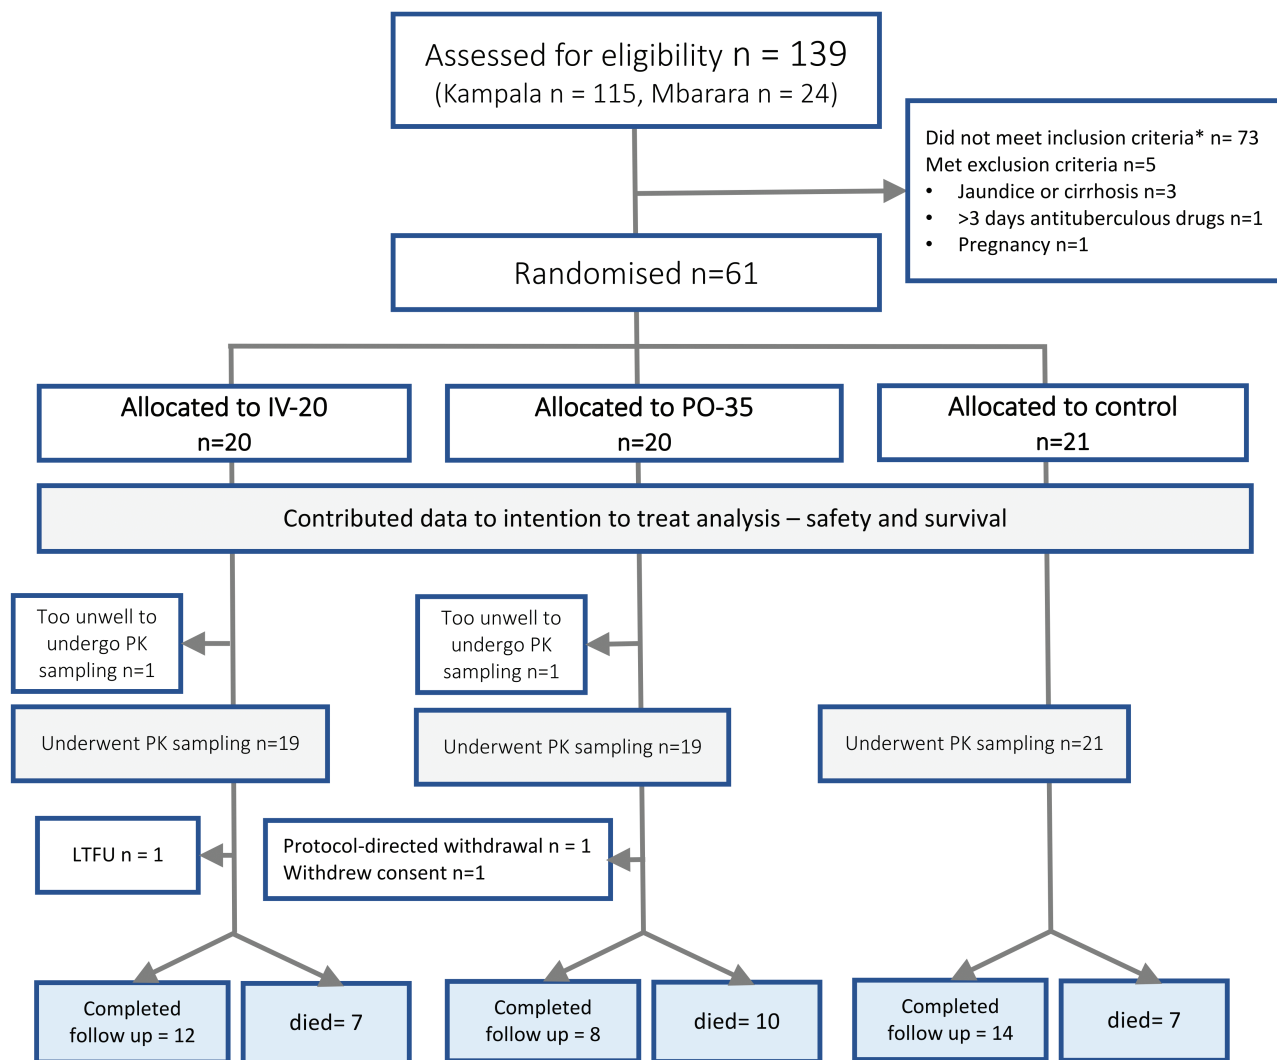 Assessed for eligibility n = 139
(Kampala n = 115, Mbarara n = 24)
Did not meet inclusion criteria* n= 73
Met exclusion criteria n=5
• Jaundice or cirrhosis n=3
• >3 days antituberculous drugs n=1
• Pregnancy n=1
Randomised n=61
Allocated to IV-20
n=20
Allocated to PO-35
n=20
Allocated to control
n=21
Contributed data to intention to treat analysis – safety and survival
Too unwell to
undergo PK
sampling n=1
Too unwell to
undergo PK
sampling n=1
Underwent PK sampling n=19
Underwent PK sampling n=19
Underwent PK sampling n=21
LTFU n = 1
Protocol-directed withdrawal n = 1
Withdrew consent n=1
Completed
follow up = 12
died= 7
Completed
follow up = 8
died= 10
Completed
follow up = 14
died= 7